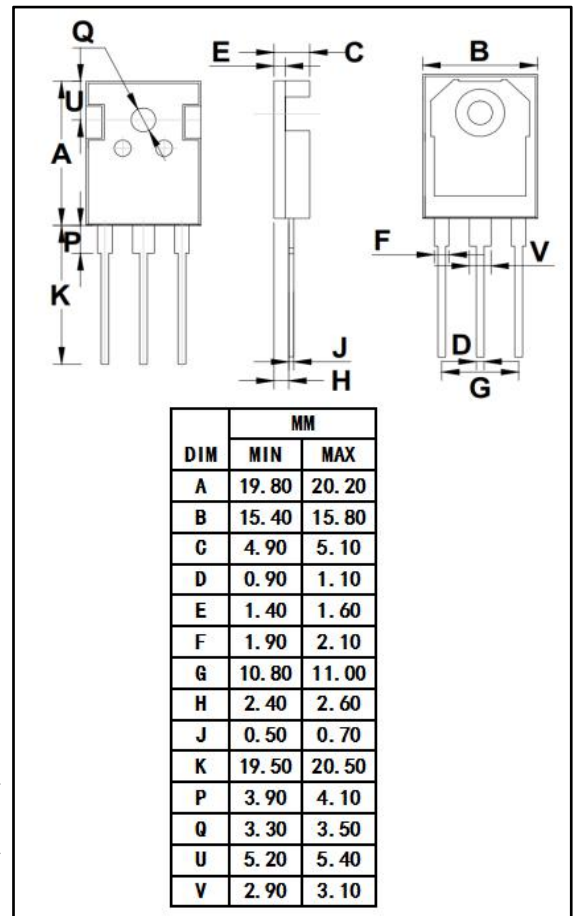 Q
E C B
U
A
P
F V
K
D J
H G
MM
DIM MIN MAX
A 19.80 20.20
B 15.40 15.80
C 4.90 5.10
D 0.90 1.10
E 1.40 1.60
F 1.90 2.10
G 10.80 11.00
H 2.40 2.60
J 0.50 0.70
K 19.50 20.50
P 3.90 4.10
Q 3.30 3.50
U 5.20 5.40
V 2.90 3.10